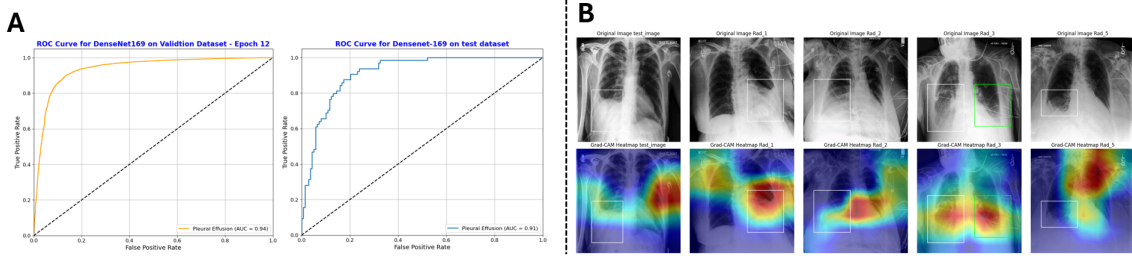 A
ROC Curve for DenseNet169 on Validtion Dataset - Epoch 12
True Positive Rate
1.0
0.8
0.6
0.4
0.2
0.0
0.0 0.2 0.4 0.6 0.8 1.0
False Positive Rate
Pleural Effusion (AUC = 0.94)
ROC Curve for Densenet-169 on test dataset
True Positive Rate
1.0
0.8
0.6
0.4
0.2
0.0
0.0 0.2 0.4 0.6 0.8 1.0
False Positive Rate
Pleural Effusion (AUC = 0.91)
B
Original Image test_image
Original Image Rad_1
Original Image Rad_2
Original Image Rad_3
Original Image Rad_5
Grad-CAM Heatmap test_image
Grad-CAM Heatmap Rad_1
Grad-CAM Heatmap Rad_2
Grad-CAM Heatmap Rad_3
Grad-CAM Heatmap Rad_5